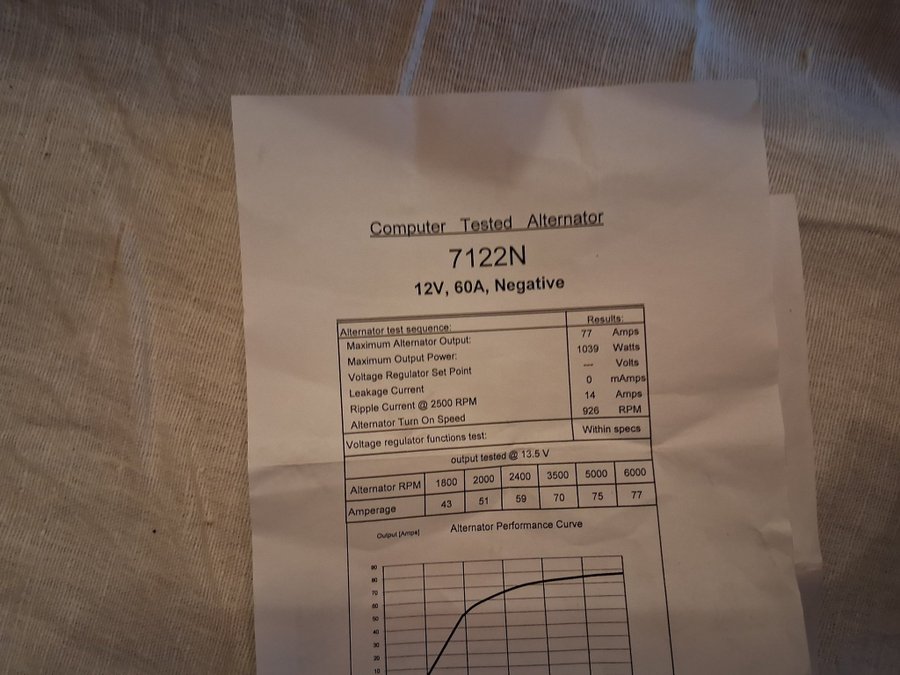 Computer Tested Alternator
7122N
12V, 60A, Negative
Alternator test sequence: Results:
Maximum Alternator Output: 77 Amps
Maximum Output Power: 1039 Watts
Voltage Regulator Set Point --- Volts
Leakage Current 0 mAmps
Ripple Current @ 2500 RPM 14 Amps
Alternator Turn On Speed 926 RPM
Voltage regulator functions test: Within specs
output tested @ 13.5 V
Alternator RPM 1800 2000 2400 3500 5000 6000
Amperage 43 51 59 70 75 77
Alternator Performance Curve
Output [Amps]
90
80
70
60
50
40
30
20
10